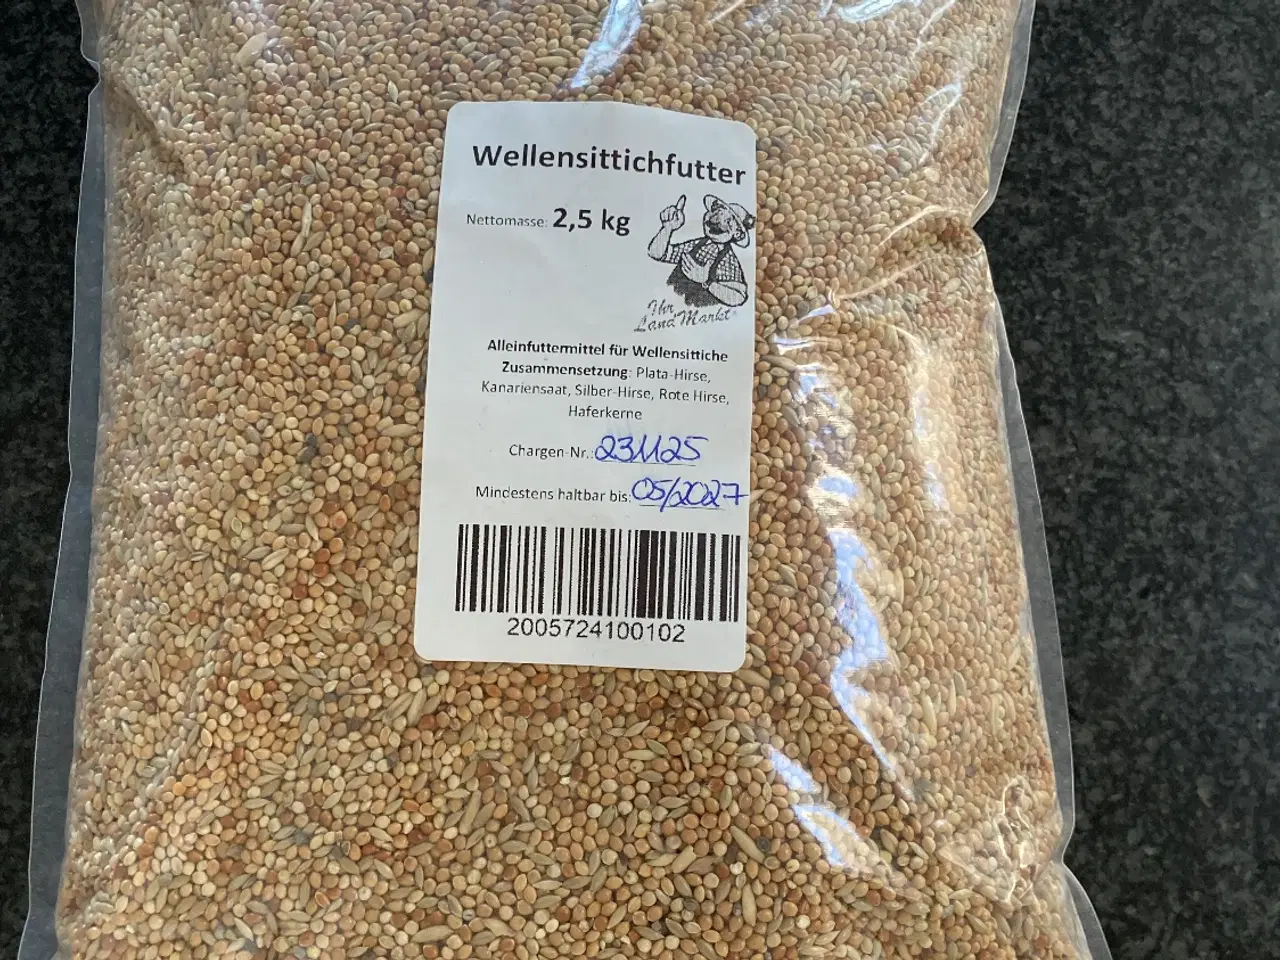 Wellensittichfutter
Nettomasse: 2,5 kg
Ihr
LandMarkt
Alleinfuttermittel für Wellensittiche
Zusammensetzung: Plata-Hirse,
Kanariensaat, Silber-Hirse, Rote Hirse,
Haferkerne
Chargen-Nr.: 231125
Mindestens haltbar bis: 05/2027
2005724100102